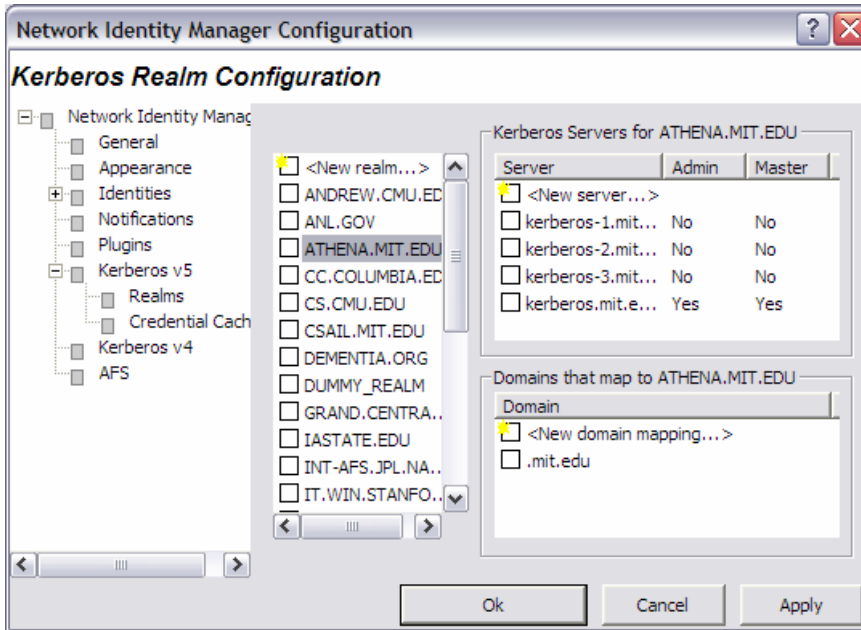 Network Identity Manager Configuration
Kerberos Realm Configuration
Network Identity Manag
General
Appearance
Identities
Notifications
Plugins
Kerberos v5
Realms
Credential Cach
Kerberos v4
AFS
<New realm...>
ANDREW.CMU.ED
ANL.GOV
ATHENA.MIT.EDU
CC.COLUMBIA.ED
CS.CMU.EDU
CSAIL.MIT.EDU
DEMENTIA.ORG
DUMMY_REALM
GRAND.CENTRA..
IASTATE.EDU
INT-AFS.JPL.NA..
IT.WIN.STANFO..
Kerberos Servers for ATHENA.MIT.EDU
Server Admin Master
<New server...>
kerberos-1.mit... No No
kerberos-2.mit... No No
kerberos-3.mit... No No
kerberos.mit.e... Yes Yes
Domains that map to ATHENA.MIT.EDU
Domain
<New domain mapping...>
.mit.edu
Ok Cancel Apply